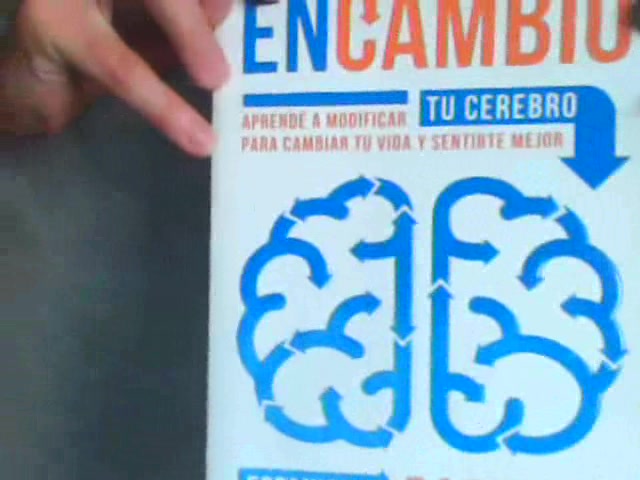 ENCAMBIO
APRENDE A MODIFICAR TU CEREBRO
PARA CAMBIAR TU VIDA Y SENTIRTE MEJOR